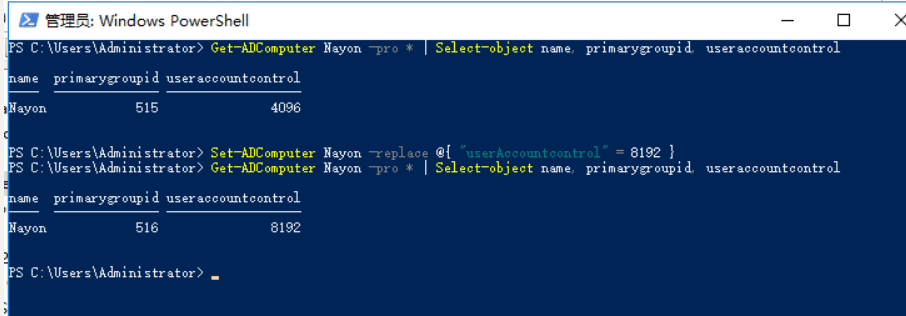 管理员: Windows PowerShell
PS C:\Users\Administrator> Get-ADComputer Nayon -pro * | Select-object name, primarygroupid, useraccountcontrol
name primarygroupid useraccountcontrol
Nayon 515 4096
PS C:\Users\Administrator> Set-ADComputer Nayon -replace @{ "userAccountcontrol" = 8192 }
PS C:\Users\Administrator> Get-ADComputer Nayon -pro * | Select-object name, primarygroupid, useraccountcontrol
name primarygroupid useraccountcontrol
Nayon 516 8192
PS C:\Users\Administrator>